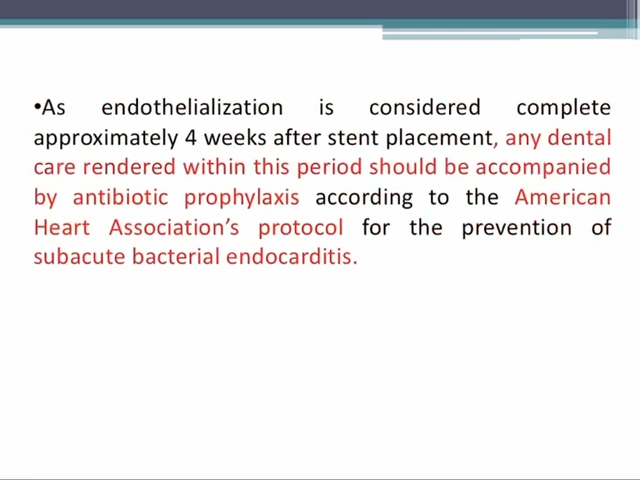 •As endothelialization is considered complete
approximately 4 weeks after stent placement, any dental
care rendered within this period should be accompanied
by antibiotic prophylaxis according to the American
Heart Association’s protocol for the prevention of
subacute bacterial endocarditis.